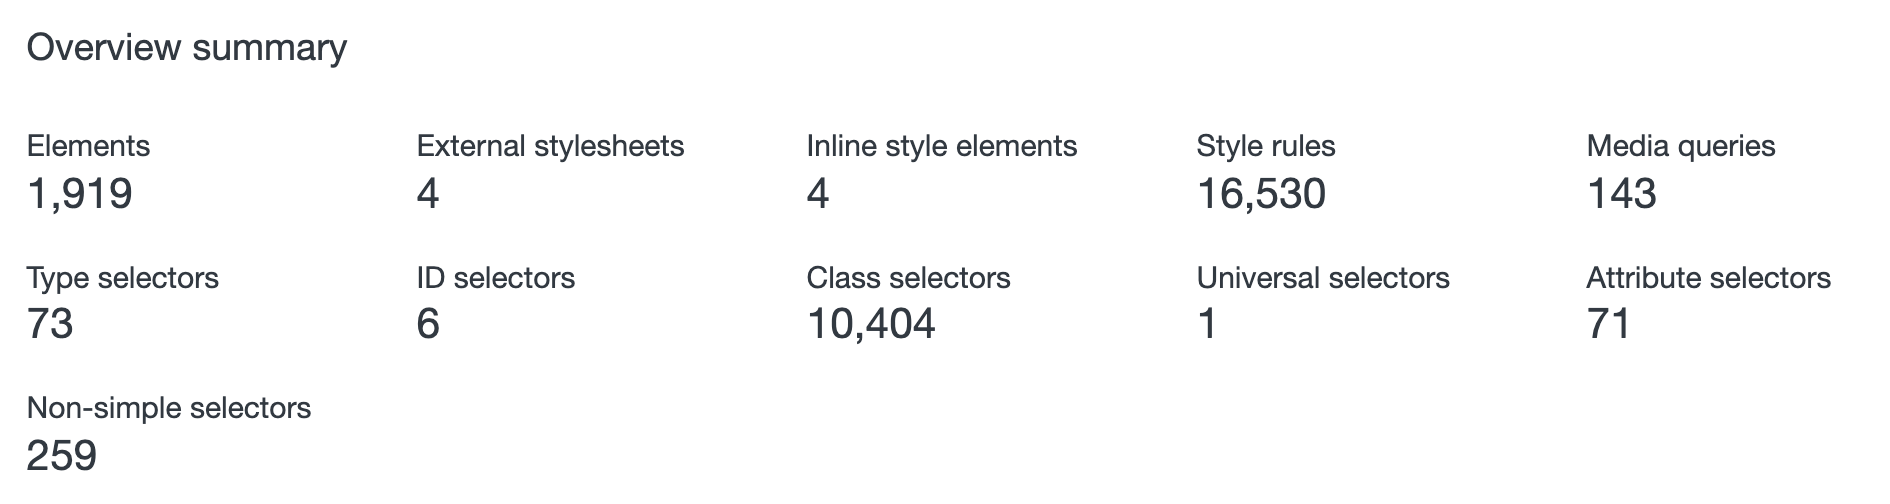 Overview summary
Elements
External stylesheets
Inline style elements
Style rules
Media queries
1,919
4
4
16,530
143
Type selectors
ID selectors
Class selectors
Universal selectors
Attribute selectors
73
6
10,404
1
71
Non-simple selectors
259